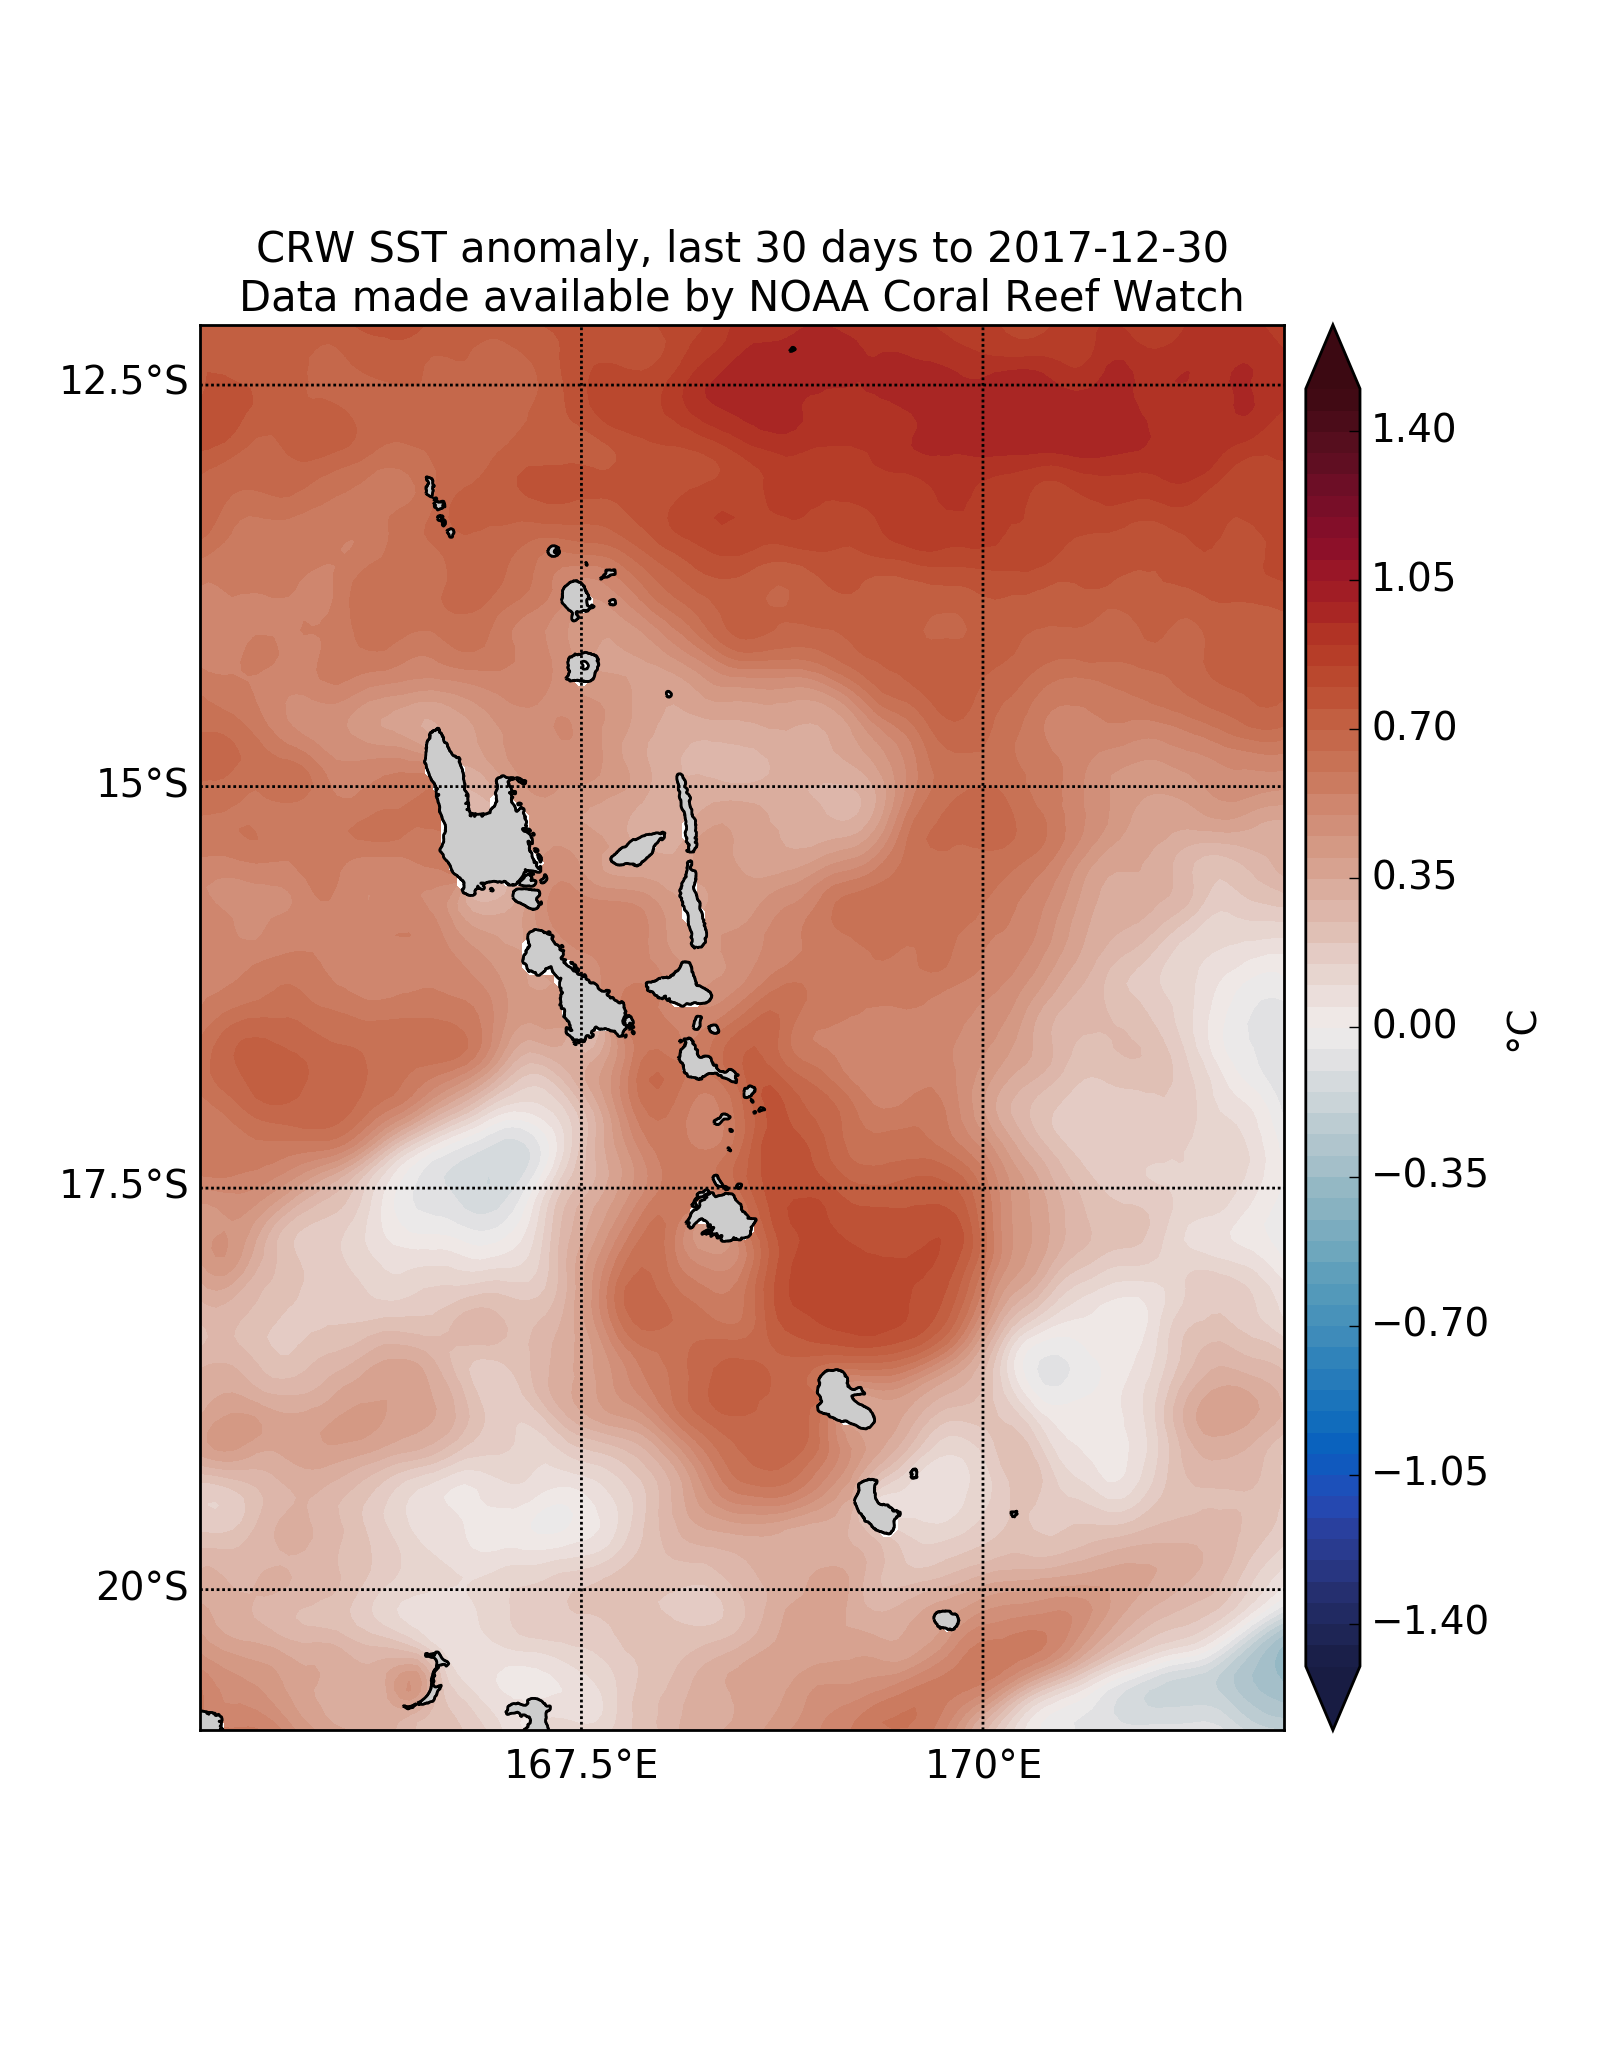 CRW SST anomaly, last 30 days to 2017-12-30
Data made available by NOAA Coral Reef Watch
12.5°S
15°S
17.5°S
20°S
167.5°E
170°E
1.40
1.05
0.70
0.35
0.00
−0.35
−0.70
−1.05
−1.40
°C